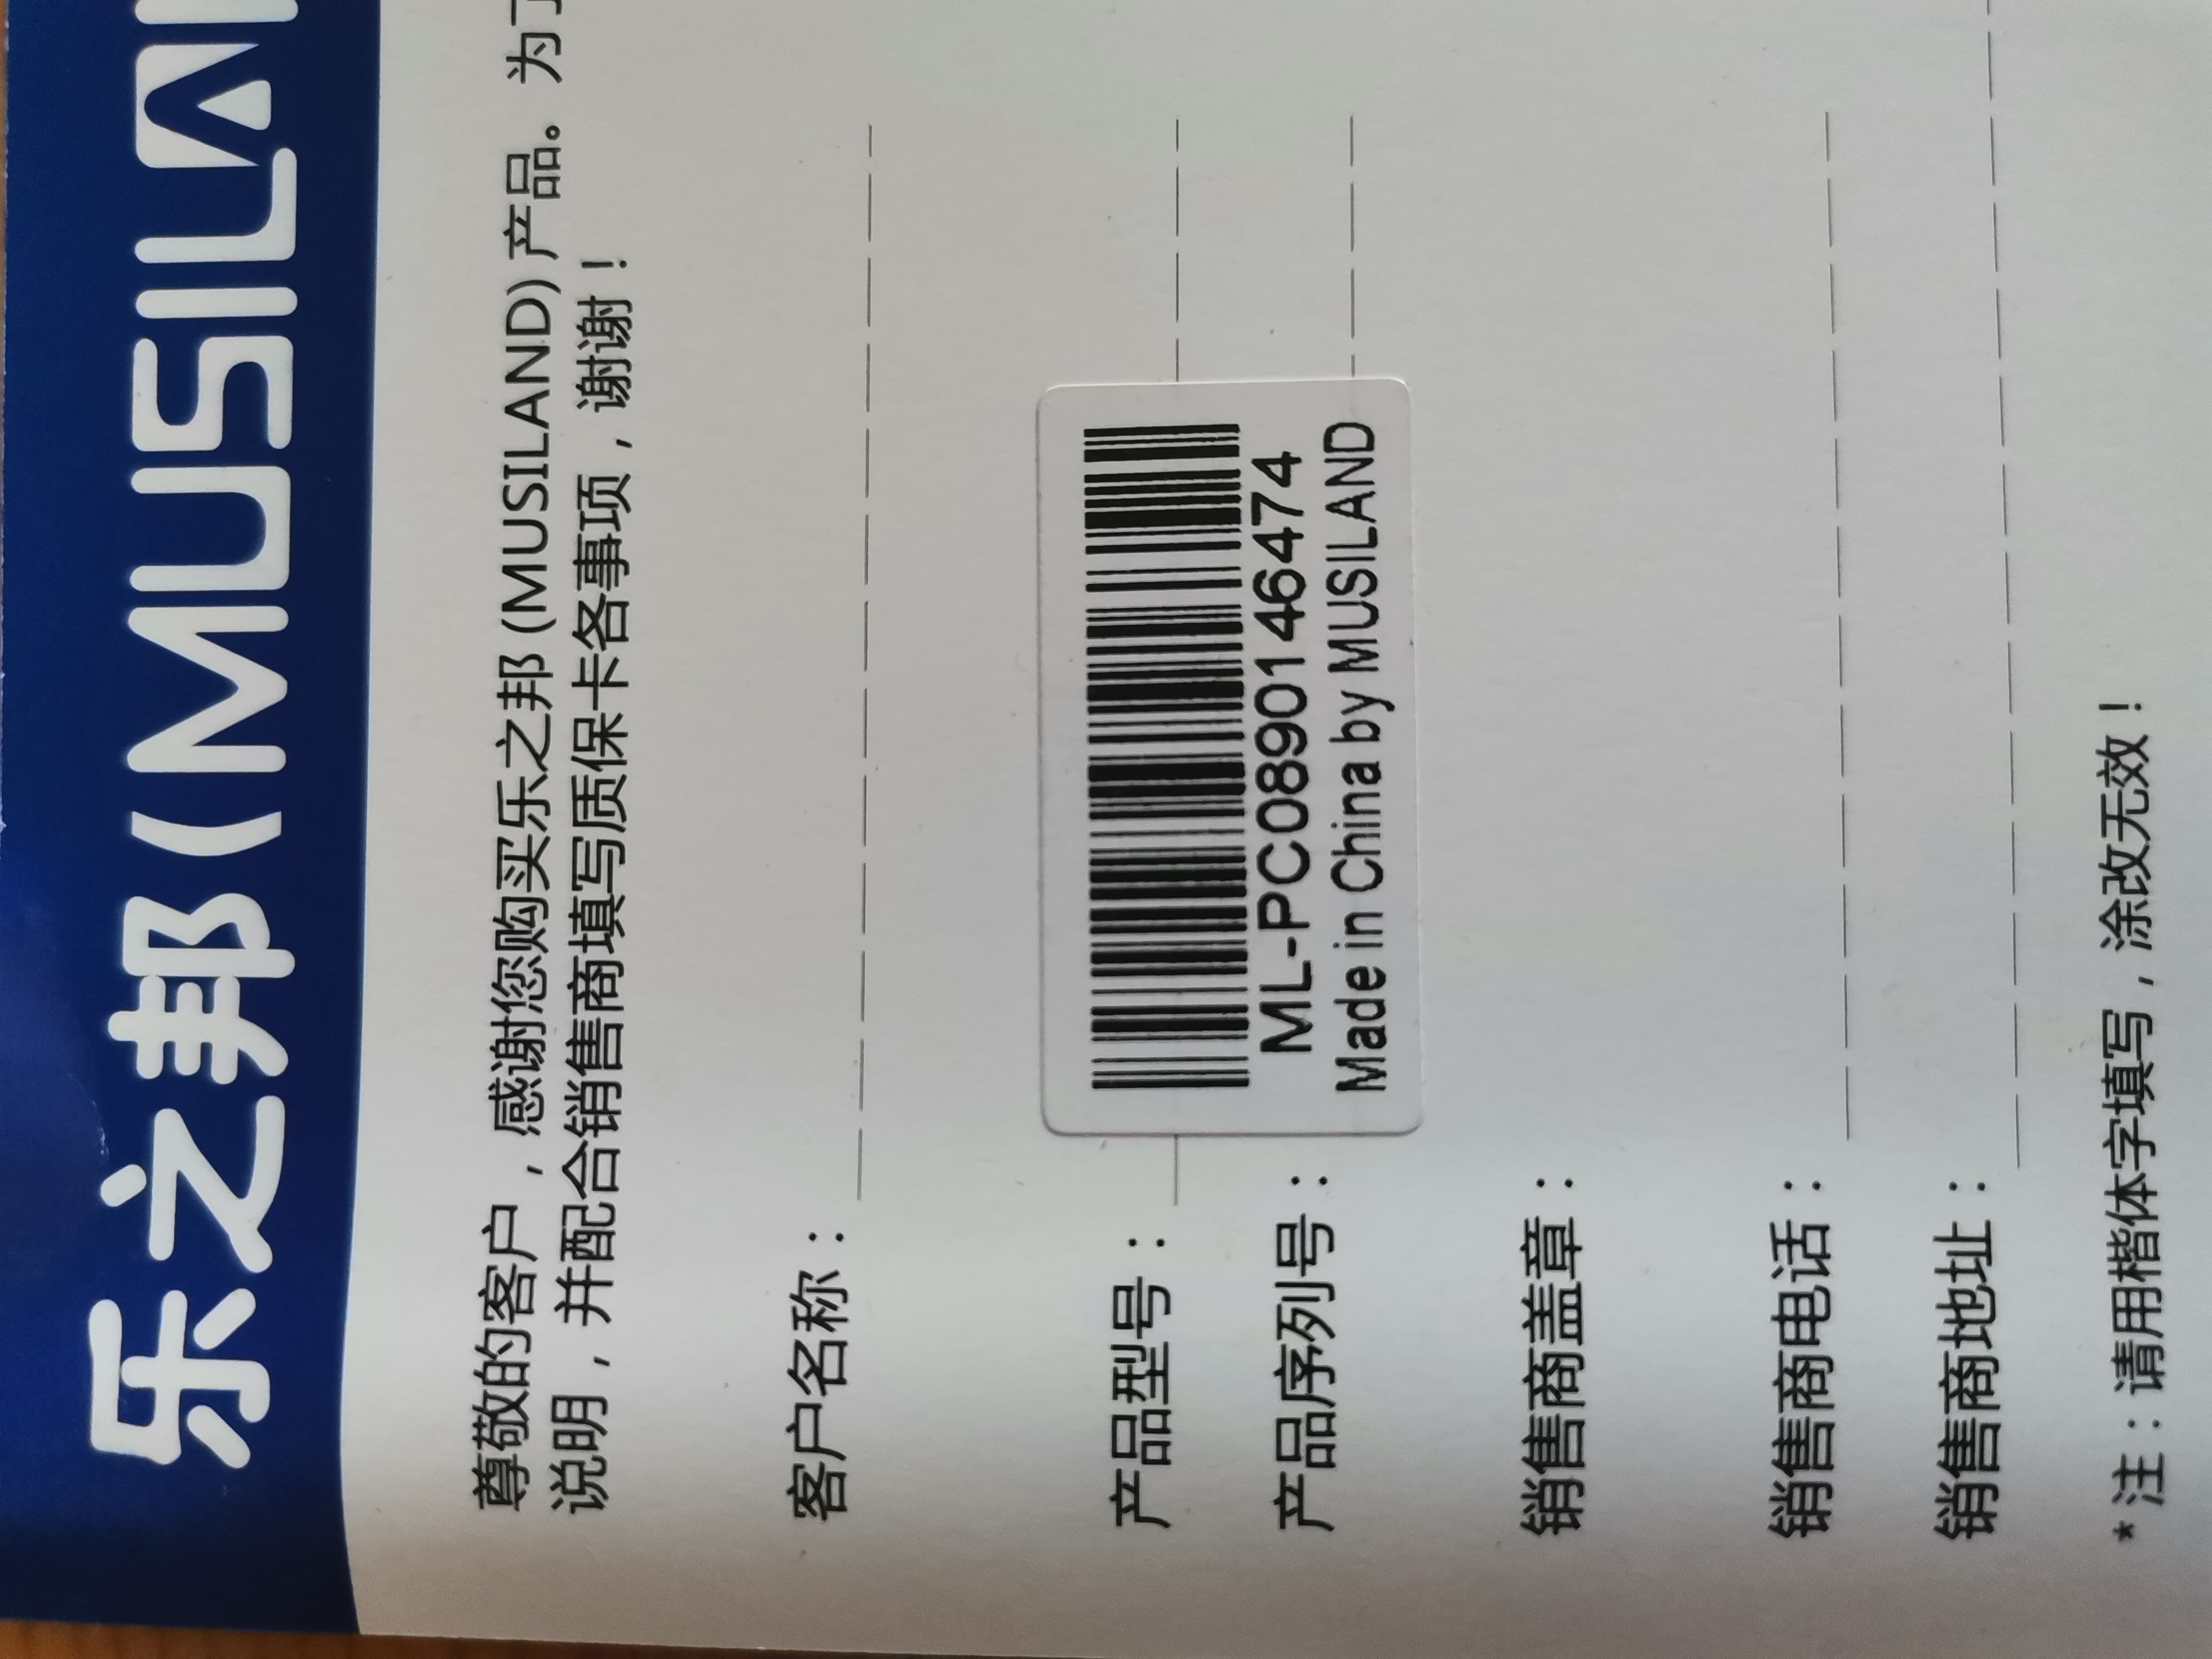 乐之邦 (MUSILA
尊敬的客户，感谢您购买乐之邦 (MUSILAND) 产品。为了
说明，并配合销售商填写质保卡各事项，谢谢！
客户名称：
产品型号：
产品序列号：
ML-PC0890146474
Made in China by MUSILAND
销售商盖章：
销售商电话：
销售商地址：
* 注：请用楷体字填写，涂改无效！